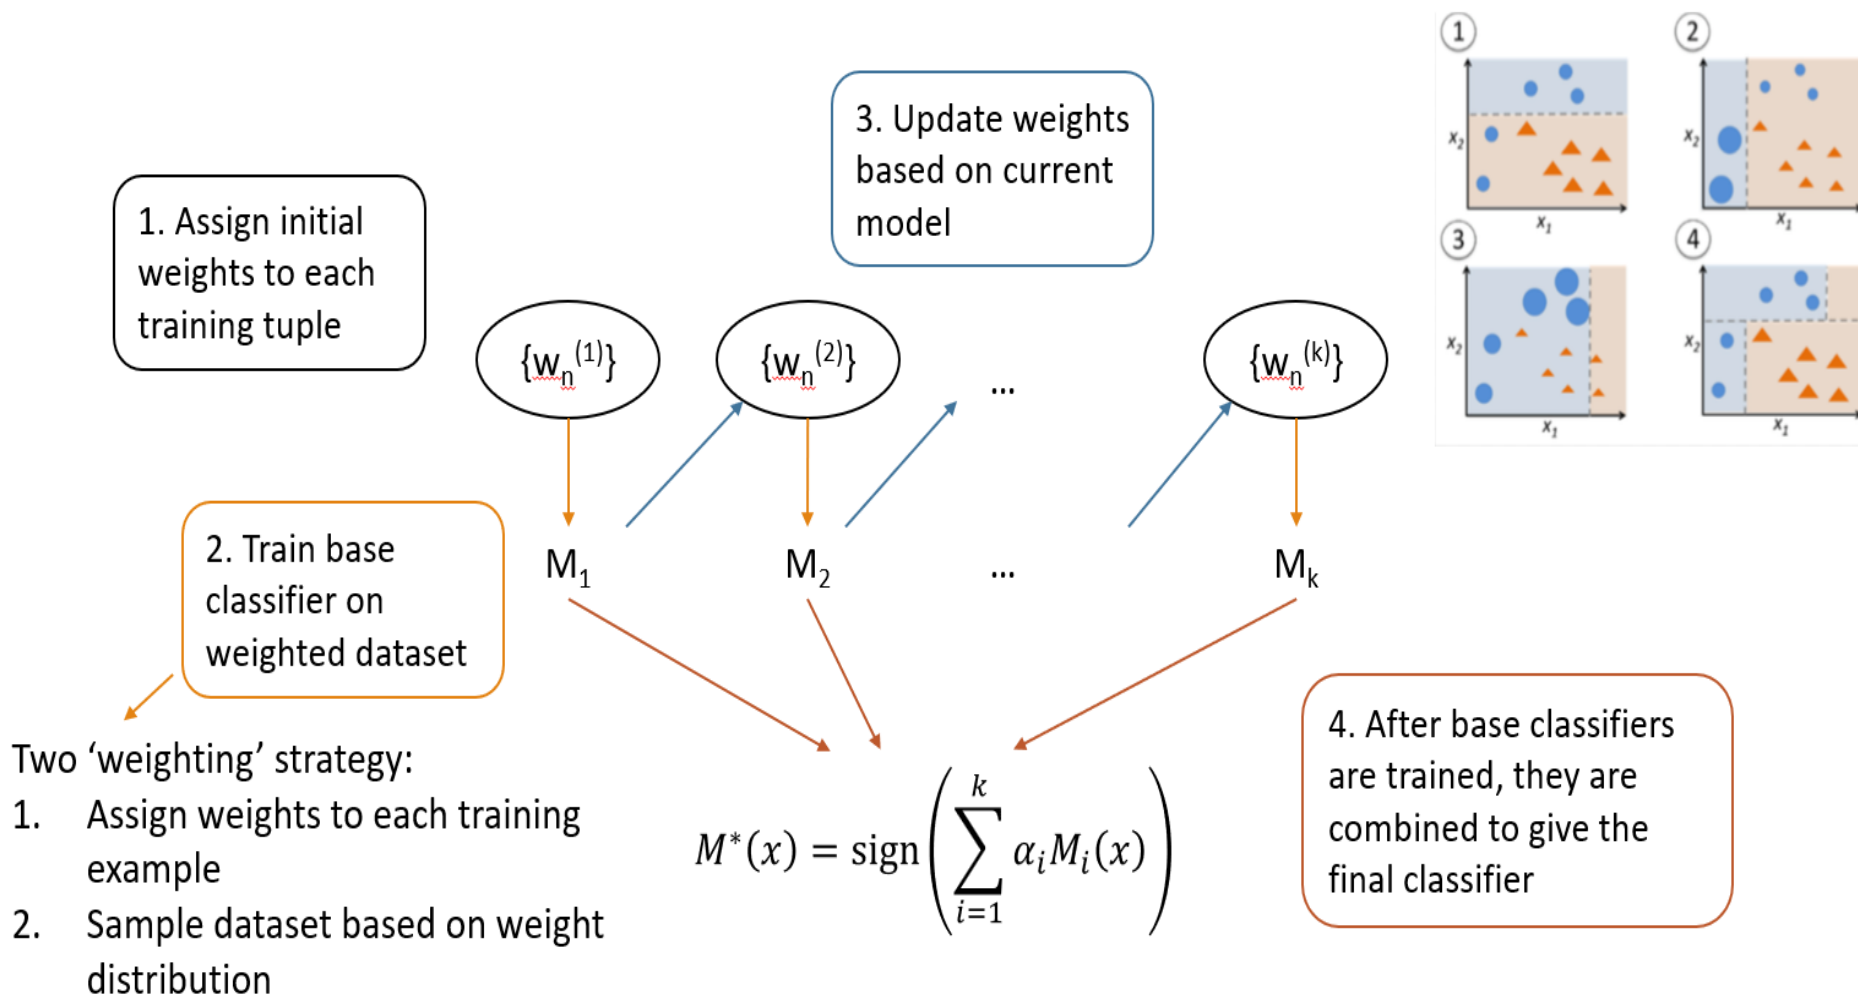 1. Assign initial
weights to each
training tuple
3. Update weights
based on current
model
{wₙ⁽¹⁾}
{wₙ⁽²⁾}
...
{wₙ⁽ᵏ⁾}
2. Train base
classifier on
weighted dataset
M₁
M₂
...
Mₖ
Two ‘weighting’ strategy:
1. Assign weights to each training
example
2. Sample dataset based on weight
distribution
M*(x) = sign(∑ᵢ₌₁ᵏ αᵢMᵢ(x))
4. After base classifiers
are trained, they are
combined to give the
final classifier
1
x₂
x₁
2
x₂
x₁
3
x₂
x₁
4
x₂
x₁